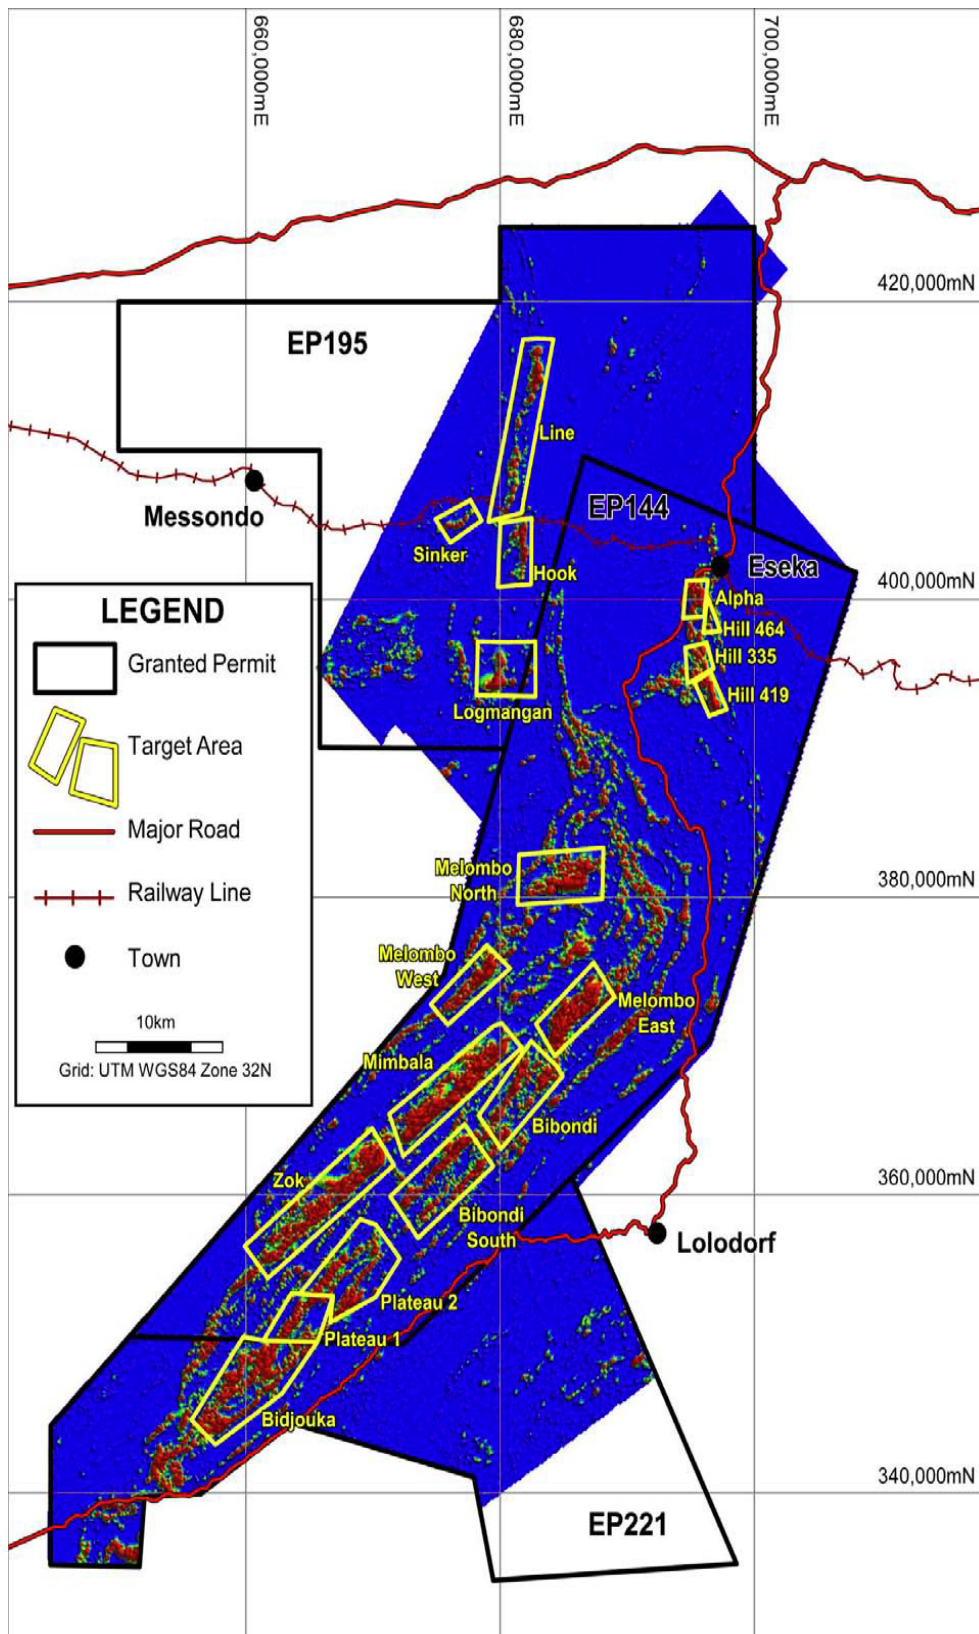 660,000mE
680,000mE
700,000mE
420,000mN
EP195
Line
EP144
Messondo
Sinker
Hook
Eseka
Alpha
400,000mN
Hill 464
Hill 335
Hill 419
Logmangan
LEGEND
Granted Permit
Target Area
Major Road
Railway Line
Town
10km
Grid: UTM WGS84 Zone 32N
Melombo
North
380,000mN
Melombo
West
Melombo
East
Mimbala
Bibondi
Zok
360,000mN
Bibondi
South
Lolodorf
Plateau 2
Plateau 1
Bidjouka
340,000mN
EP221